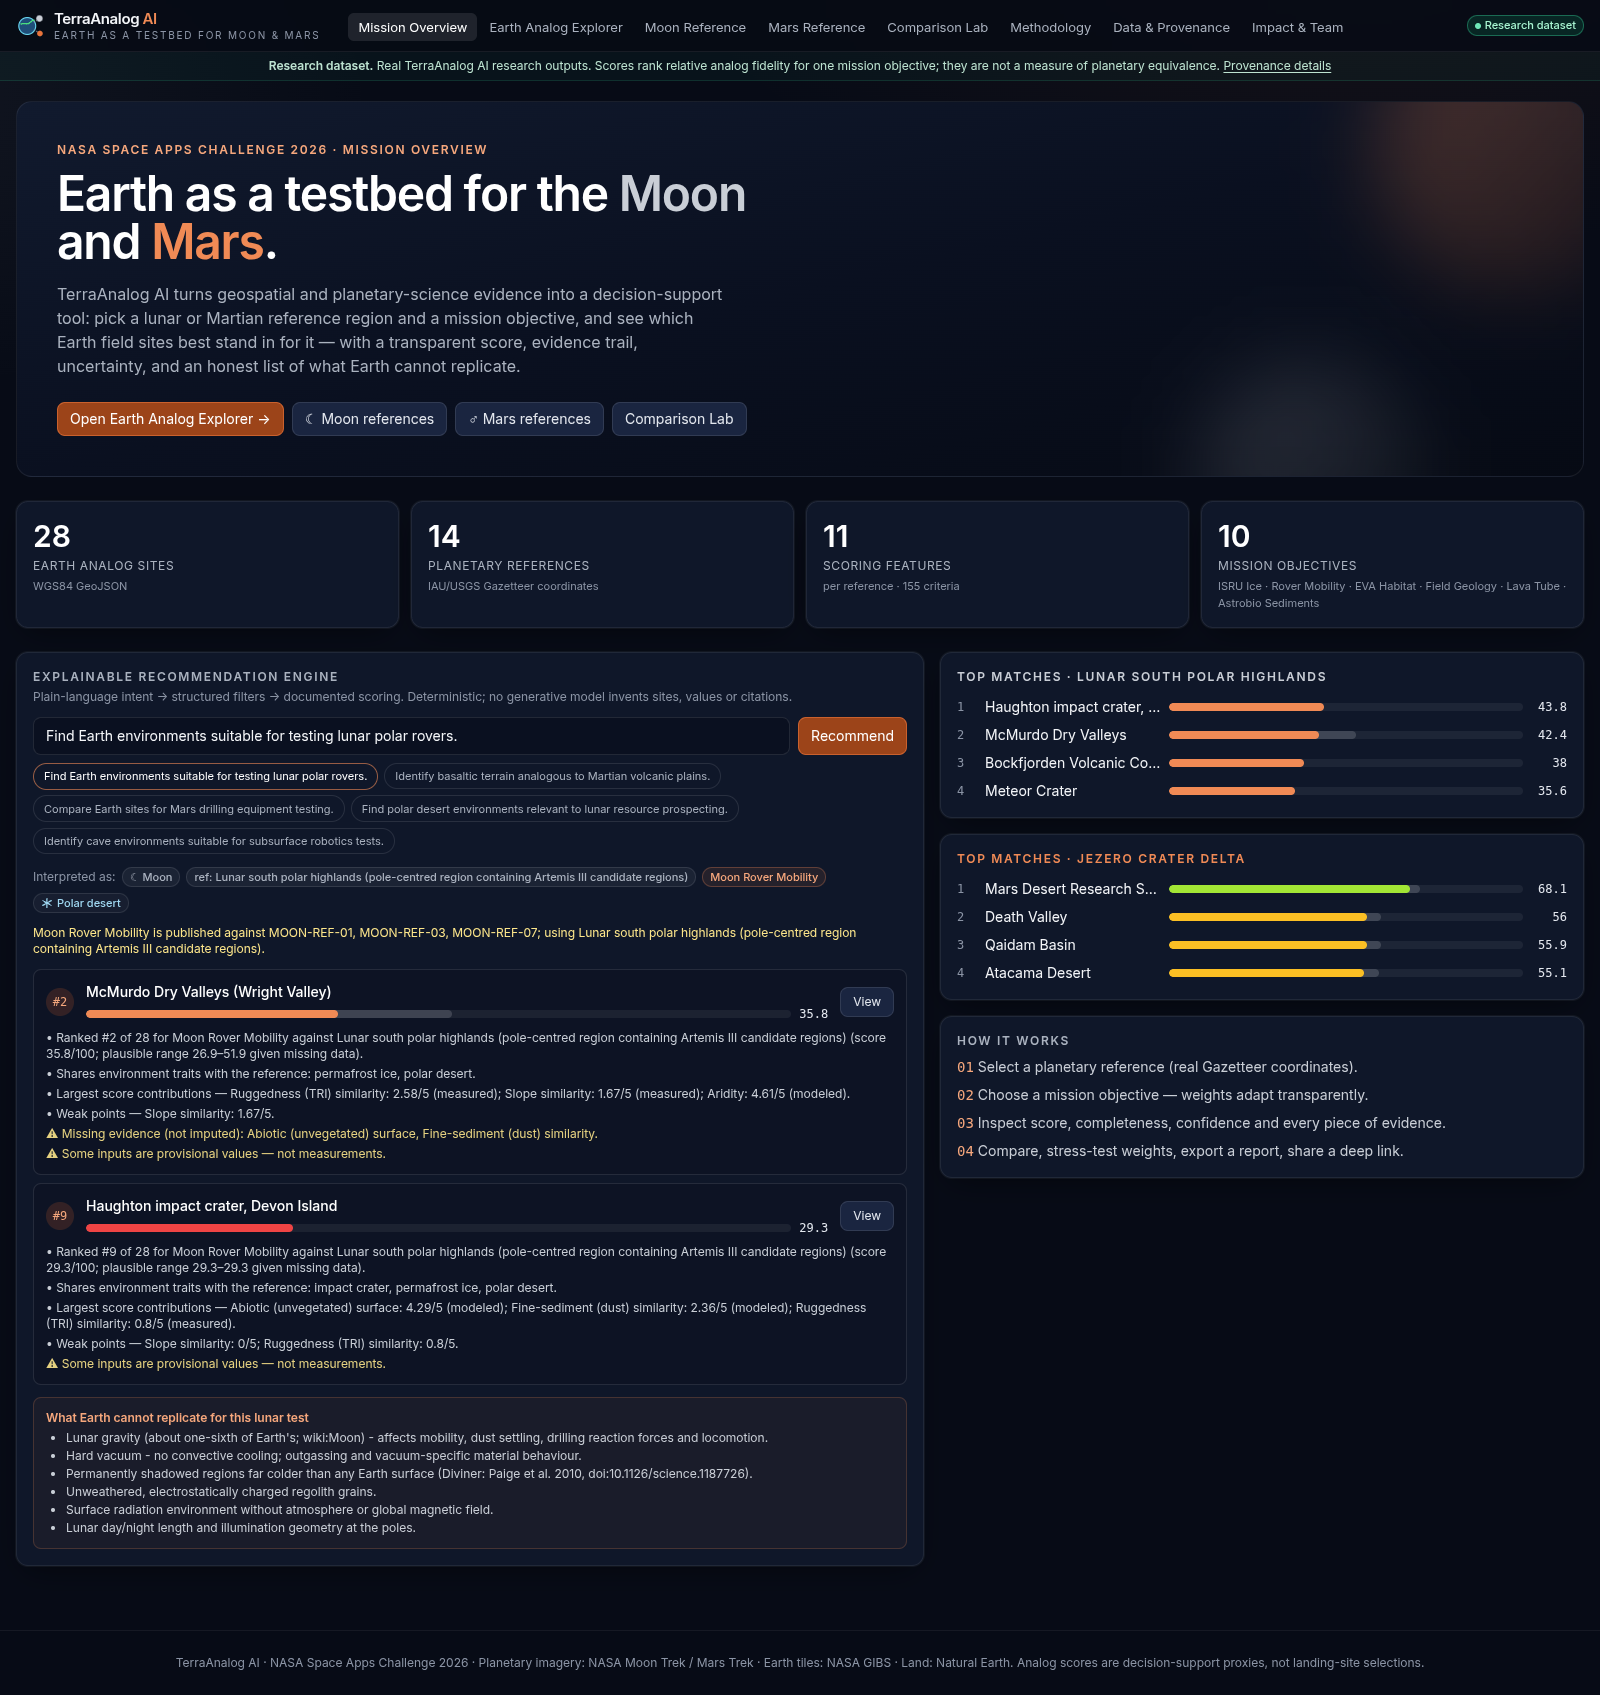 TerraAnalog AI
EARTH AS A TESTBED FOR MOON & MARS
Mission Overview
Earth Analog Explorer
Moon Reference
Mars Reference
Comparison Lab
Methodology
Data & Provenance
Impact & Team
Research dataset
Research dataset. Real TerraAnalog AI research outputs. Scores rank relative analog fidelity for one mission objective; they are not a measure of planetary equivalence. Provenance details
NASA SPACE APPS CHALLENGE 2026 · MISSION OVERVIEW
Earth as a testbed for the Moon
and Mars.
TerraAnalog AI turns geospatial and planetary-science evidence into a decision-support
tool: pick a lunar or Martian reference region and a mission objective, and see which
Earth field sites best stand in for it — with a transparent score, evidence trail,
uncertainty, and an honest list of what Earth cannot replicate.
Open Earth Analog Explorer →
☾ Moon references
♂ Mars references
Comparison Lab
28
EARTH ANALOG SITES
WGS84 GeoJSON
14
PLANETARY REFERENCES
IAU/USGS Gazetteer coordinates
11
SCORING FEATURES
per reference · 155 criteria
10
MISSION OBJECTIVES
ISRU Ice · Rover Mobility · EVA Habitat · Field Geology · Lava Tube ·
Astrobio Sediments
EXPLAINABLE RECOMMENDATION ENGINE
Plain-language intent → structured filters → documented scoring. Deterministic; no generative model invents sites, values or citations.
Find Earth environments suitable for testing lunar polar rovers.
Recommend
Find Earth environments suitable for testing lunar polar rovers.
Identify basaltic terrain analogous to Martian volcanic plains.
Compare Earth sites for Mars drilling equipment testing.
Find polar desert environments relevant to lunar resource prospecting.
Identify cave environments suitable for subsurface robotics tests.
Interpreted as: ☾ Moon ref: Lunar south polar highlands (pole-centred region containing Artemis III candidate regions) Moon Rover Mobility
Polar desert
Moon Rover Mobility is published against MOON-REF-01, MOON-REF-03, MOON-REF-07; using Lunar south polar highlands (pole-centred region
containing Artemis III candidate regions).
#2
McMurdo Dry Valleys (Wright Valley)
35.8
View
• Ranked #2 of 28 for Moon Rover Mobility against Lunar south polar highlands (pole-centred region containing Artemis III candidate regions) (score
35.8/100; plausible range 26.9–51.9 given missing data).
• Shares environment traits with the reference: permafrost ice, polar desert.
• Largest score contributions — Ruggedness (TRI) similarity: 2.58/5 (measured); Slope similarity: 1.67/5 (measured); Aridity: 4.61/5 (modeled).
• Weak points — Slope similarity: 1.67/5.
⚠ Missing evidence (not imputed): Abiotic (unvegetated) surface, Fine-sediment (dust) similarity.
⚠ Some inputs are provisional values — not measurements.
#9
Haughton impact crater, Devon Island
29.3
View
• Ranked #9 of 28 for Moon Rover Mobility against Lunar south polar highlands (pole-centred region containing Artemis III candidate regions) (score
29.3/100; plausible range 29.3–29.3 given missing data).
• Shares environment traits with the reference: impact crater, permafrost ice, polar desert.
• Largest score contributions — Abiotic (unvegetated) surface: 4.29/5 (modeled); Fine-sediment (dust) similarity: 2.36/5 (modeled); Ruggedness
(TRI) similarity: 0.8/5 (measured).
• Weak points — Slope similarity: 0/5; Ruggedness (TRI) similarity: 0.8/5.
⚠ Some inputs are provisional values — not measurements.
What Earth cannot replicate for this lunar test
• Lunar gravity (about one-sixth of Earth's; wiki:Moon) - affects mobility, dust settling, drilling reaction forces and locomotion.
• Hard vacuum - no convective cooling; outgassing and vacuum-specific material behaviour.
• Permanently shadowed regions far colder than any Earth surface (Diviner: Paige et al. 2010, doi:10.1126/science.1187726).
• Unweathered, electrostatically charged regolith grains.
• Surface radiation environment without atmosphere or global magnetic field.
• Lunar day/night length and illumination geometry at the poles.
TOP MATCHES · LUNAR SOUTH POLAR HIGHLANDS
1 Haughton impact crater, ... 43.8
2 McMurdo Dry Valleys 42.4
3 Bockfjorden Volcanic Co... 38
4 Meteor Crater 35.6
TOP MATCHES · JEZERO CRATER DELTA
1 Mars Desert Research S... 68.1
2 Death Valley 56
3 Qaidam Basin 55.9
4 Atacama Desert 55.1
HOW IT WORKS
01 Select a planetary reference (real Gazetteer coordinates).
02 Choose a mission objective — weights adapt transparently.
03 Inspect score, completeness, confidence and every piece of evidence.
04 Compare, stress-test weights, export a report, share a deep link.
TerraAnalog AI · NASA Space Apps Challenge 2026 · Planetary imagery: NASA Moon Trek / Mars Trek · Earth tiles: NASA GIBS · Land: Natural Earth. Analog scores are decision-support proxies, not landing-site selections.